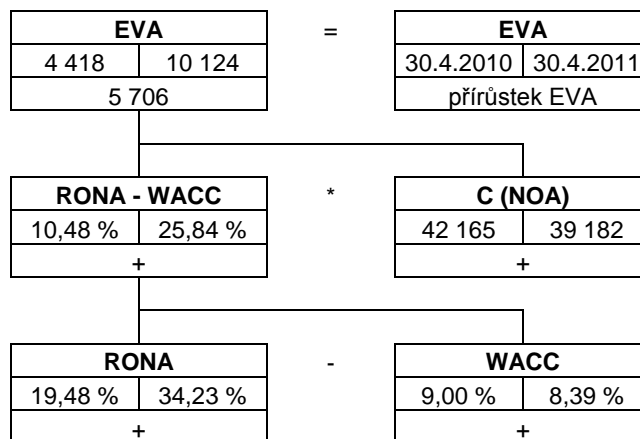 EVA = EVA
4 418 10 124 30.4.2010 30.4.2011
5 706 přírůstek EVA
RONA - WACC * C (NOA)
10,48 % 25,84 % 42 165 39 182
+ +
RONA - WACC
19,48 % 34,23 % 9,00 % 8,39 %
+ +